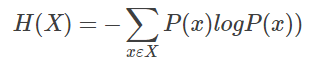 H(X) = −∑P(x)logP(x))
xεX